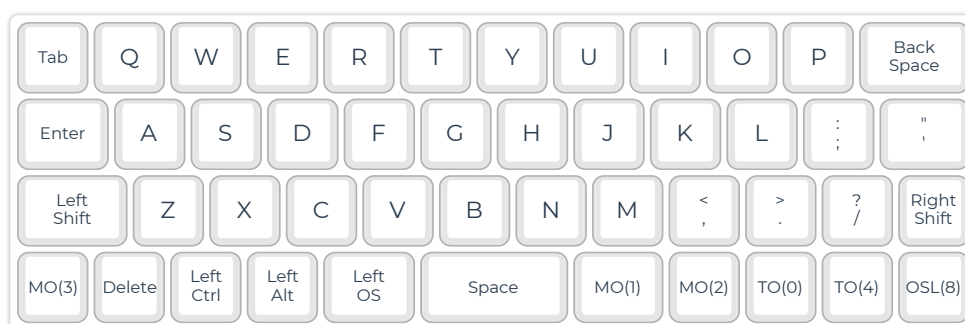 Tab Q W E R T Y U I O P Back Space
Enter A S D F G H J K L : ; " '
Left Shift Z X C V B N M < , > . ? / Right Shift
MO(3) Delete Left Ctrl Left Alt Left OS Space MO(1) MO(2) TO(0) TO(4) OSL(8)